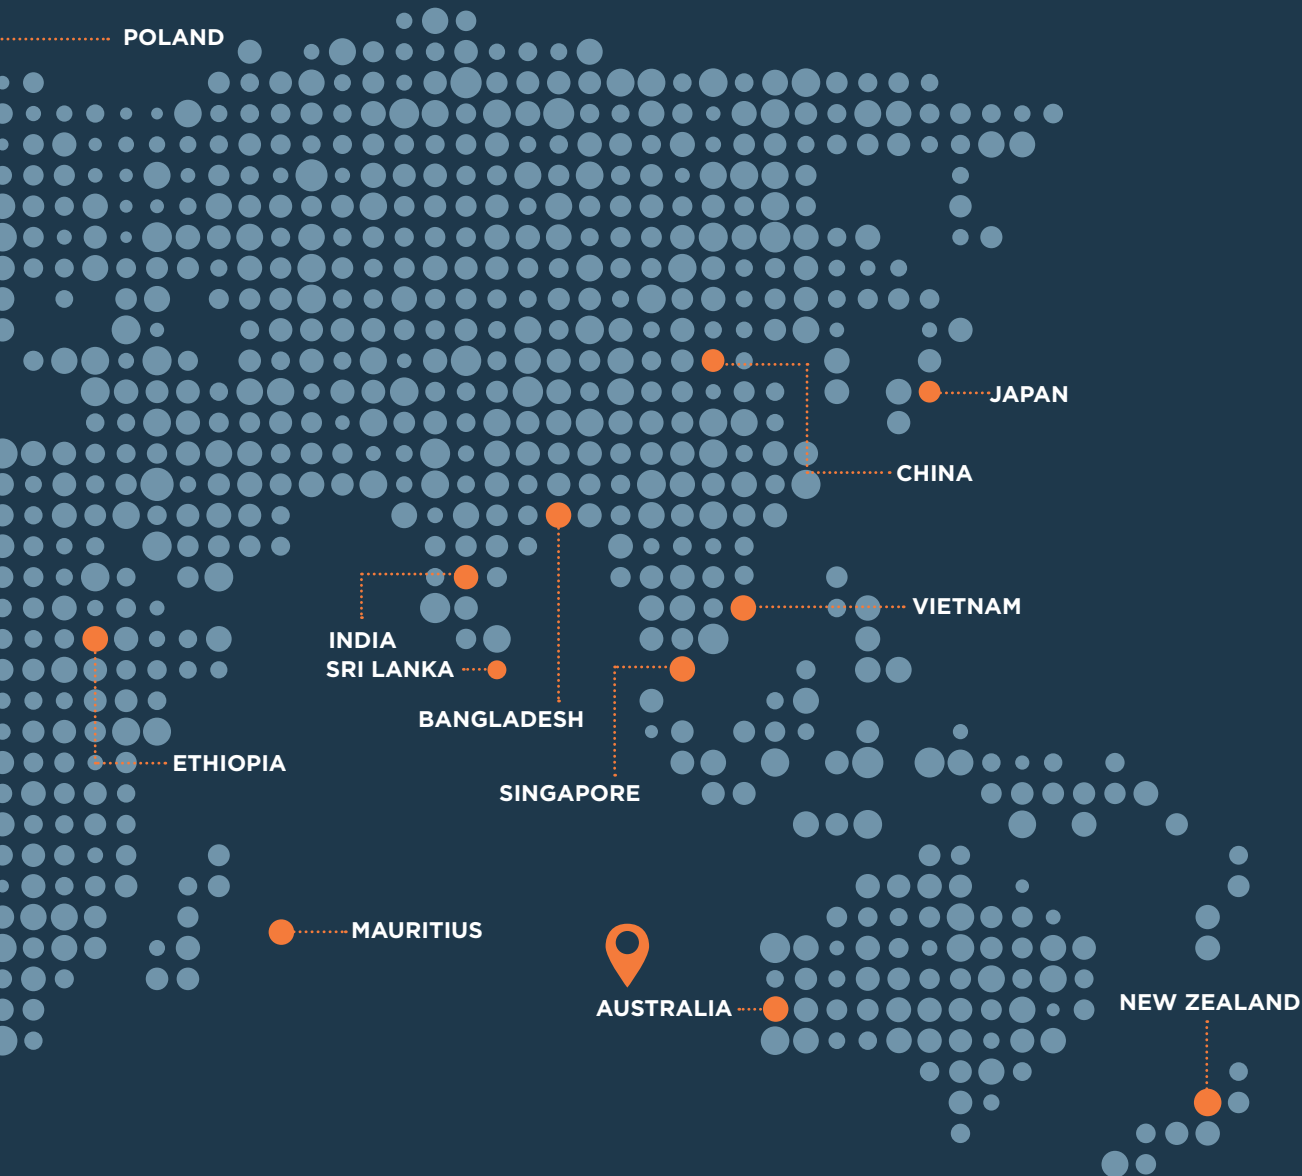 POLAND
JAPAN
CHINA
VIETNAM
INDIA
SRI LANKA
BANGLADESH
ETHIOPIA
SINGAPORE
MAURITIUS
AUSTRALIA
NEW ZEALAND